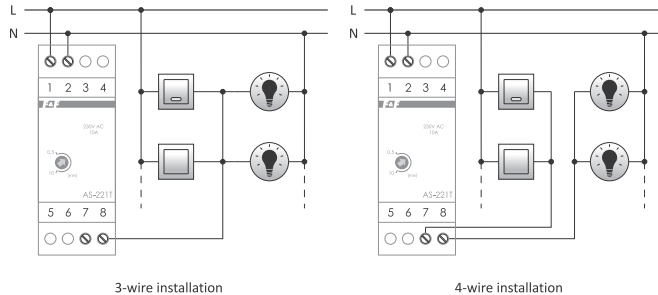 L L
N N
1 2 3 4 1 2 3 4
F&F F&F
230V AC 230V AC
10A 10A
0,5 0,5
10 (min) 10 (min)
AS-221T AS-221T
5 6 7 8 5 6 7 8
3-wire installation 4-wire installation